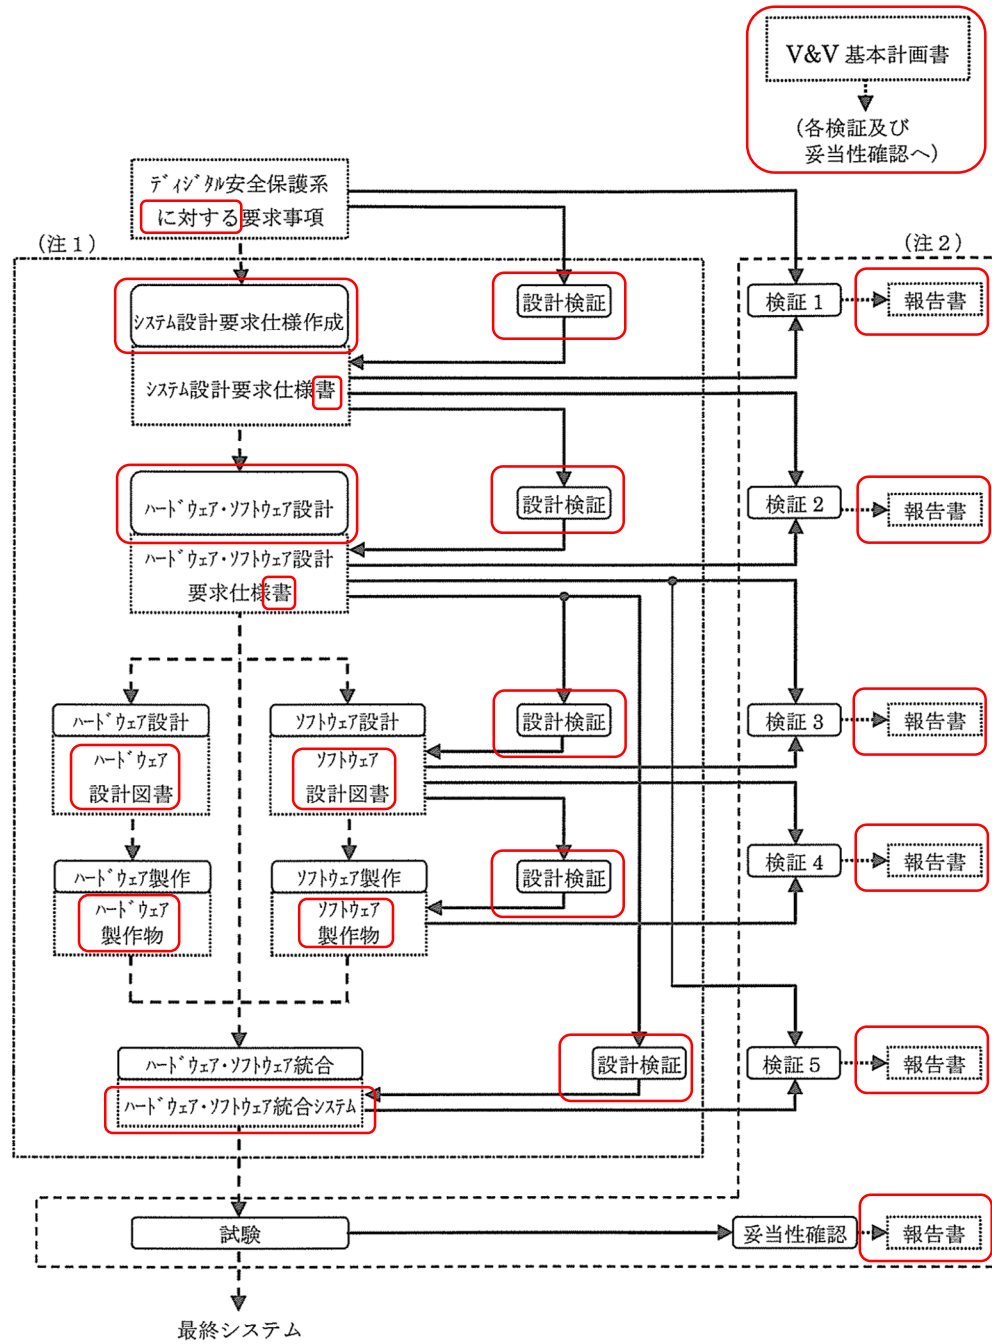 V&V 基本計画書
(各検証及び
妥当性確認へ)
ディジタル安全保護系
に対する要求事項
(注1)
(注2)
システム設計要求仕様作成
設計検証
検証1
報告書
システム設計要求仕様書
ハードウェア・ソフトウェア設計
設計検証
検証2
報告書
ハードウェア・ソフトウェア設計
要求仕様書
ハードウェア設計
ソフトウェア設計
設計検証
検証3
報告書
ハードウェア
設計図書
ソフトウェア
設計図書
ハードウェア製作
ソフトウェア製作
設計検証
検証4
報告書
ハードウェア
製作物
ソフトウェア
製作物
ハードウェア・ソフトウェア統合
設計検証
検証5
報告書
ハードウェア・ソフトウェア統合システム
試験
妥当性確認
報告書
最終システム